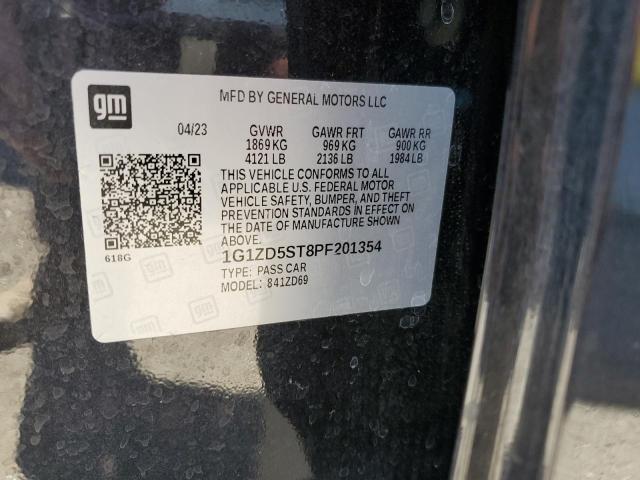 gm
MFD BY GENERAL MOTORS LLC
04/23 GVWR GAWR FRT GAWR RR
1869 KG 969 KG 900 KG
4121 LB 2136 LB 1984 LB
THIS VEHICLE CONFORMS TO ALL
APPLICABLE U.S. FEDERAL MOTOR
VEHICLE SAFETY, BUMPER, AND THEFT
PREVENTION STANDARDS IN EFFECT ON
THE DATE OF MANUFACTURE SHOWN
ABOVE.
618G
1G1ZD5ST8PF201354
TYPE: PASS CAR
MODEL: 841ZD69